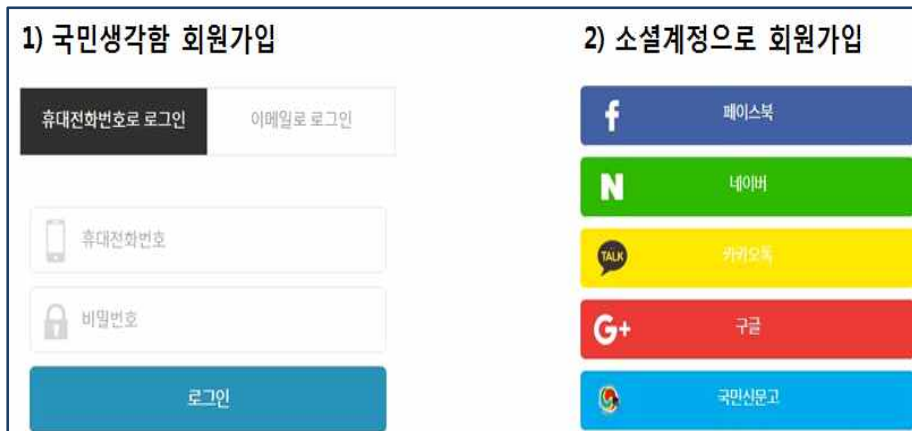 1) 국민생각함 회원가입
휴대전화번호로 로그인
이메일로 로그인
휴대전화번호
비밀번호
로그인
2) 소셜계정으로 회원가입
f 페이스북
N 네이버
TALK 카카오톡
G+ 구글
국민신문고